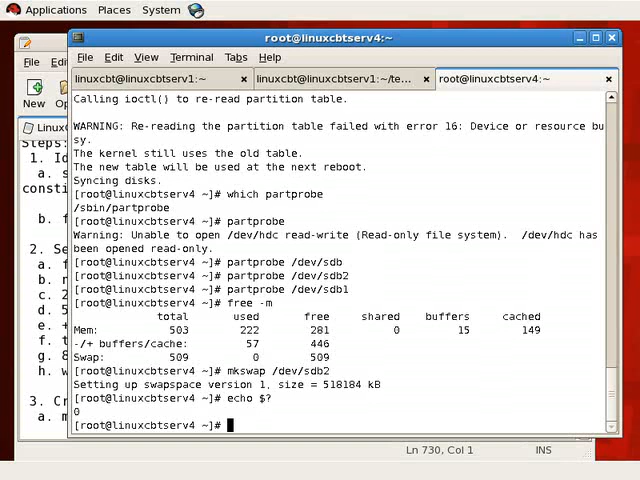 Applications Places System
root@linuxcbtserv4:~
File Edit View Terminal Tabs Help
linuxcbt@linuxcbtserv1:~ linuxcbt@linuxcbtserv1:~/te... root@linuxcbtserv4:~
Calling ioctl() to re-read partition table.
WARNING: Re-reading the partition table failed with error 16: Device or resource bu
sy.
The kernel still uses the old table.
The new table will be used at the next reboot.
Syncing disks.
[root@linuxcbtserv4 ~]# which partprobe
/sbin/partprobe
[root@linuxcbtserv4 ~]# partprobe
Warning: Unable to open /dev/hdc read-write (Read-only file system).  /dev/hdc has
been opened read-only.
[root@linuxcbtserv4 ~]# partprobe /dev/sdb
[root@linuxcbtserv4 ~]# partprobe /dev/sdb2
[root@linuxcbtserv4 ~]# partprobe /dev/sdb1
[root@linuxcbtserv4 ~]# free -m
total used free shared buffers cached
Mem: 503 222 281 0 15 149
-/+ buffers/cache: 57 446
Swap: 509 0 509
[root@linuxcbtserv4 ~]# mkswap /dev/sdb2
Setting up swapspace version 1, size = 518184 kB
[root@linuxcbtserv4 ~]# echo $?
0
[root@linuxcbtserv4 ~]#
File
New
Steps:
1.
a. s
b. f
2. Se
a. f
b. n
c. 2
d. 5
e. +
f. t
g. 8
h. w
3. Cr
a. m
Ln 730, Col 1 INS